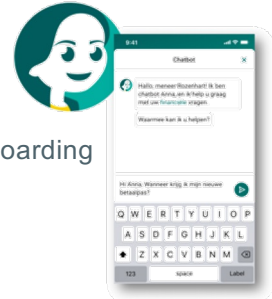 9:41
Chatbot
×
Hallo, meneer Rozenhart! Ik ben
chatbot Anna, en ik help u graag
met uw financiële vragen.
Waarmee kan ik u helpen?
oarding
Hi Anna, Wanneer krijg ik mijn nieuwe
betaalpas?
Q W E R T Y U I O P
A S D F G H J K L
Z X C V B N M
123 space Label